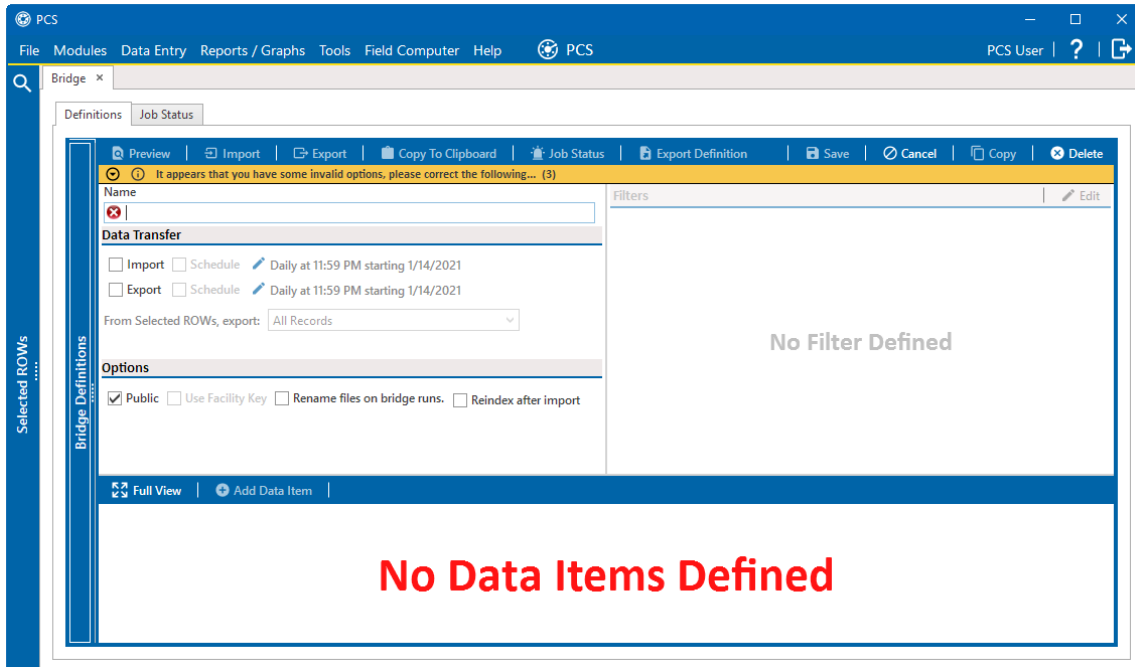 PCS
File Modules Data Entry Reports / Graphs Tools Field Computer Help PCS PCS User ?
Bridge ×
Definitions Job Status
Selected ROWs
Bridge Definitions
Preview Import Export Copy To Clipboard Job Status Export Definition Save Cancel Copy Delete
It appears that you have some invalid options, please correct the following... (3)
Name
Filters Edit
Data Transfer
Import Schedule Daily at 11:59 PM starting 1/14/2021
Export Schedule Daily at 11:59 PM starting 1/14/2021
From Selected ROWs, export: All Records
No Filter Defined
Options
Public Use Facility Key Rename files on bridge runs. Reindex after import
Full View Add Data Item
No Data Items Defined